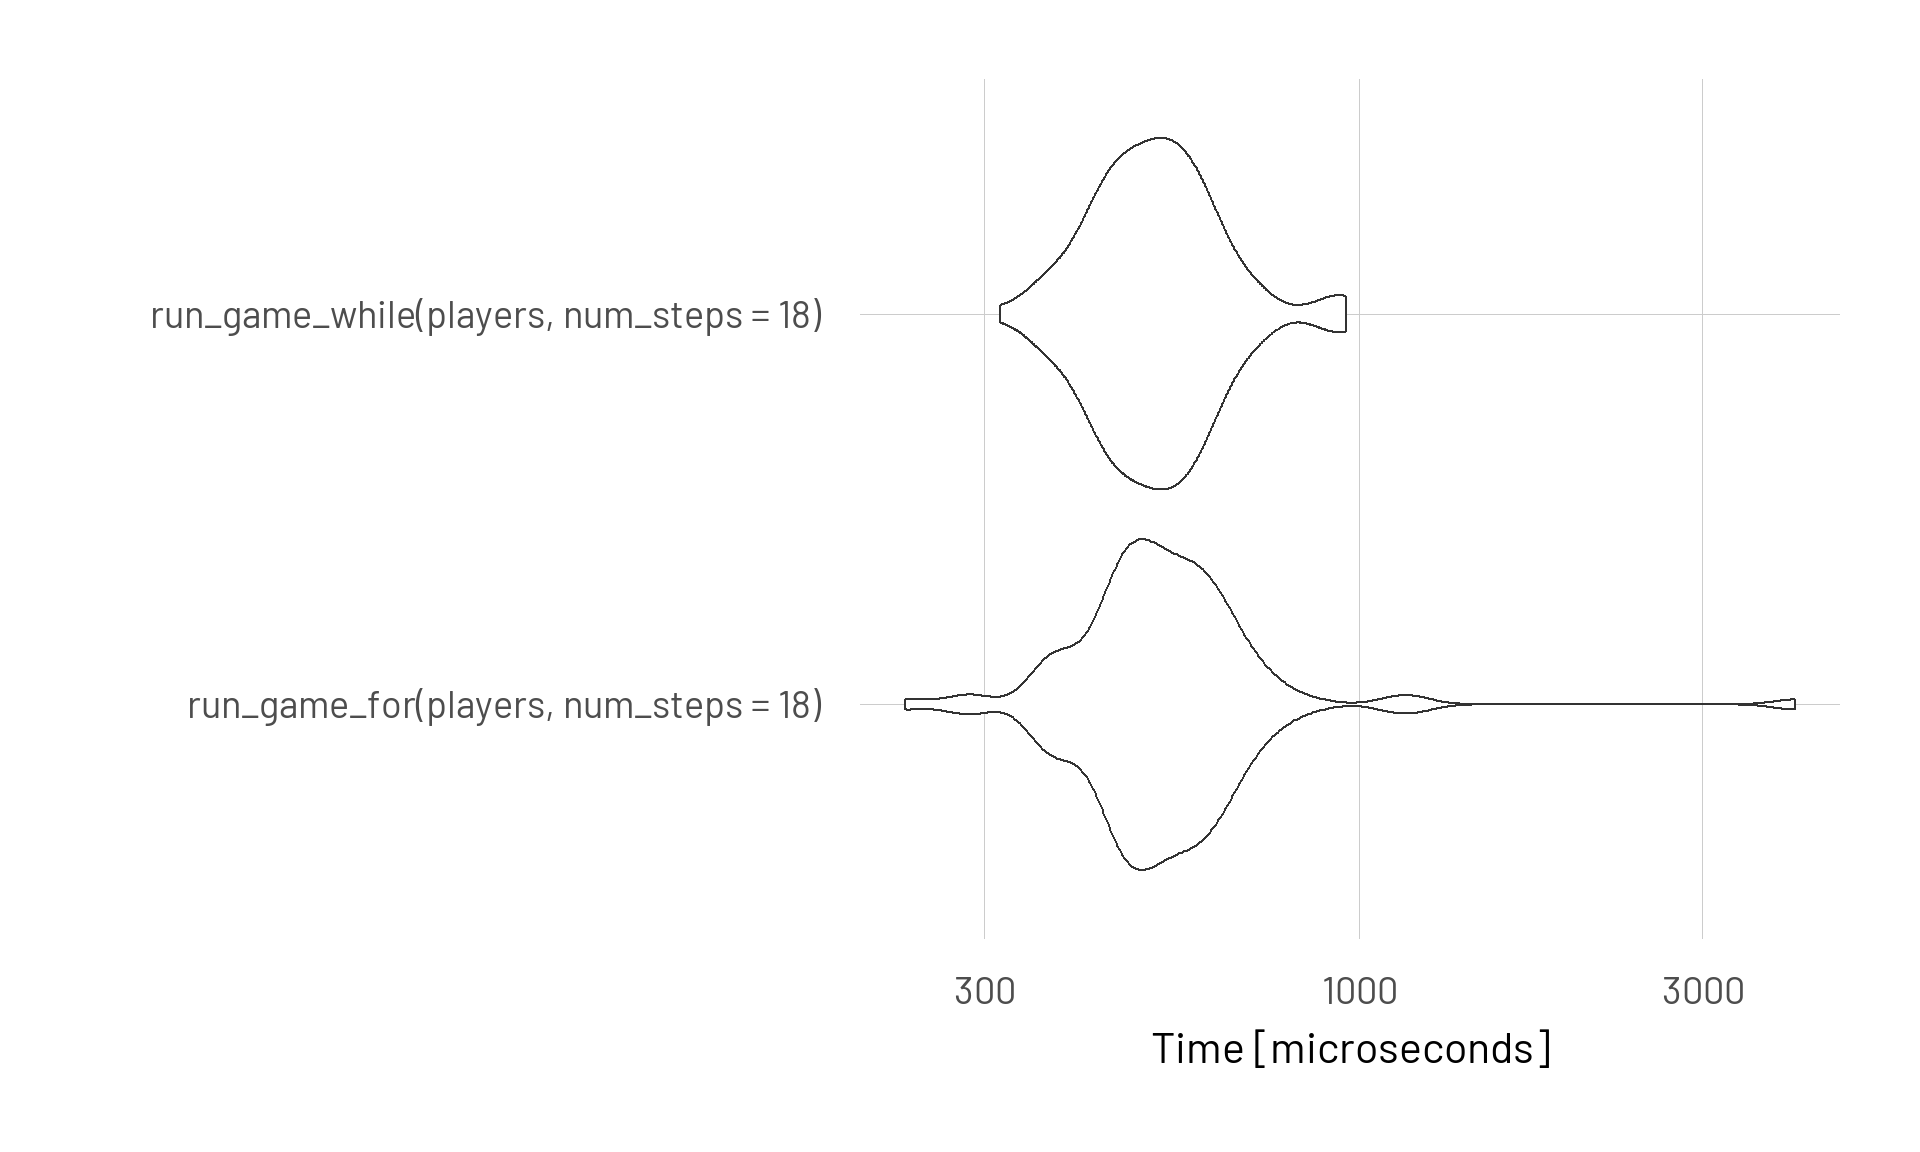 run_game_while(players, num_steps = 18)
run_game_for(players, num_steps = 18)
300 1000 3000
Time [microseconds]